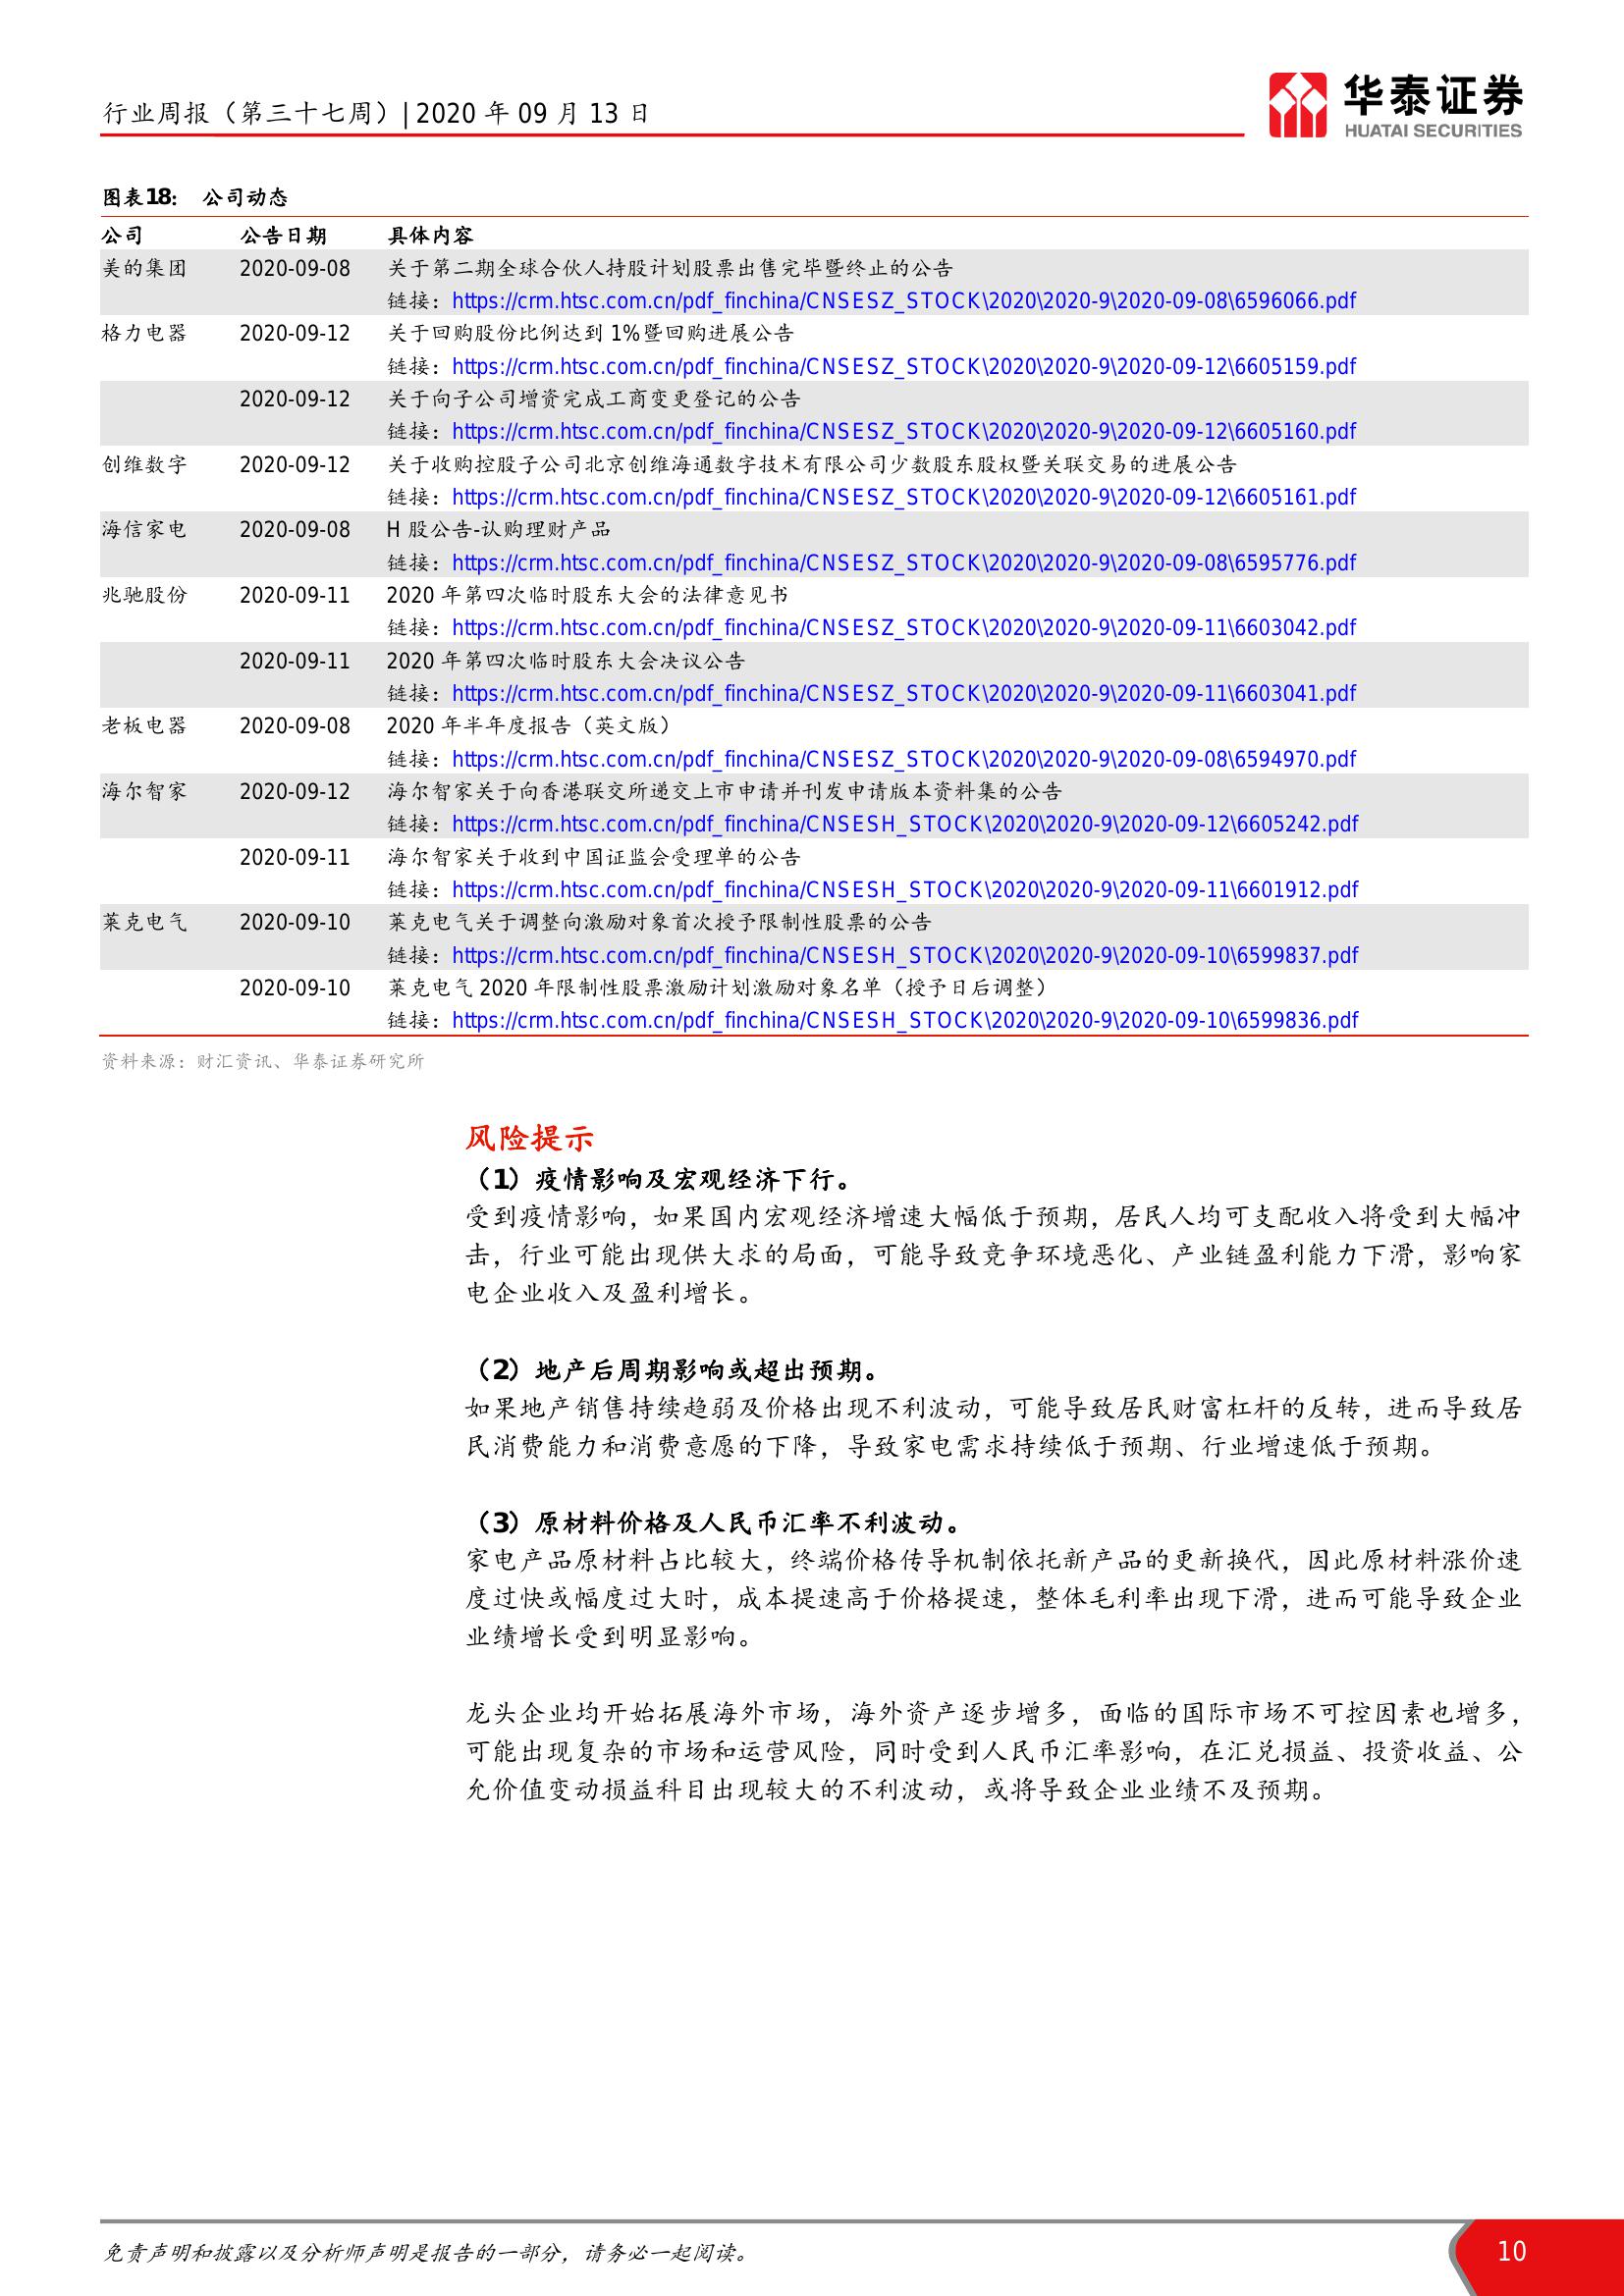 行业周报（第三十七周）| 2020 年 09 月 13 日
华泰证券
HUATAI SECURITIES
图表18： 公司动态
公司 公告日期 具体内容
美的集团 2020-09-08 关于第二期全球合伙人持股计划股票出售完毕暨终止的公告
链接：https://crm.htsc.com.cn/pdf_finchina/CNSESZ_STOCK\2020\2020-9\2020-09-08\6596066.pdf
格力电器 2020-09-12 关于回购股份比例达到 1%暨回购进展公告
链接：https://crm.htsc.com.cn/pdf_finchina/CNSESZ_STOCK\2020\2020-9\2020-09-12\6605159.pdf
2020-09-12 关于向子公司增资完成工商变更登记的公告
链接：https://crm.htsc.com.cn/pdf_finchina/CNSESZ_STOCK\2020\2020-9\2020-09-12\6605160.pdf
创维数字 2020-09-12 关于收购控股子公司北京创维海通数字技术有限公司少数股东股权暨关联交易的进展公告
链接：https://crm.htsc.com.cn/pdf_finchina/CNSESZ_STOCK\2020\2020-9\2020-09-12\6605161.pdf
海信家电 2020-09-08 H 股公告-认购理财产品
链接：https://crm.htsc.com.cn/pdf_finchina/CNSESZ_STOCK\2020\2020-9\2020-09-08\6595776.pdf
兆驰股份 2020-09-11 2020 年第四次临时股东大会的法律意见书
链接：https://crm.htsc.com.cn/pdf_finchina/CNSESZ_STOCK\2020\2020-9\2020-09-11\6603042.pdf
2020-09-11 2020 年第四次临时股东大会决议公告
链接：https://crm.htsc.com.cn/pdf_finchina/CNSESZ_STOCK\2020\2020-9\2020-09-11\6603041.pdf
老板电器 2020-09-08 2020 年半年度报告（英文版）
链接：https://crm.htsc.com.cn/pdf_finchina/CNSESZ_STOCK\2020\2020-9\2020-09-08\6594970.pdf
海尔智家 2020-09-12 海尔智家关于向香港联交所递交上市申请并刊发申请版本资料集的公告
链接：https://crm.htsc.com.cn/pdf_finchina/CNSESH_STOCK\2020\2020-9\2020-09-12\6605242.pdf
2020-09-11 海尔智家关于收到中国证监会受理单的公告
链接：https://crm.htsc.com.cn/pdf_finchina/CNSESH_STOCK\2020\2020-9\2020-09-11\6601912.pdf
莱克电气 2020-09-10 莱克电气关于调整向激励对象首次授予限制性股票的公告
链接：https://crm.htsc.com.cn/pdf_finchina/CNSESH_STOCK\2020\2020-9\2020-09-10\6599837.pdf
2020-09-10 莱克电气 2020 年限制性股票激励计划激励对象名单（授予日后调整）
链接：https://crm.htsc.com.cn/pdf_finchina/CNSESH_STOCK\2020\2020-9\2020-09-10\6599836.pdf
资料来源：财汇资讯、华泰证券研究所
风险提示
（1）疫情影响及宏观经济下行。
受到疫情影响，如果国内宏观经济增速大幅低于预期，居民人均可支配收入将受到大幅冲
击，行业可能出现供大求的局面，可能导致竞争环境恶化、产业链盈利能力下滑，影响家
电企业收入及盈利增长。
（2）地产后周期影响或超出预期。
如果地产销售持续趋弱及价格出现不利波动，可能导致居民财富杠杆的反转，进而导致居
民消费能力和消费意愿的下降，导致家电需求持续低于预期、行业增速低于预期。
（3）原材料价格及人民币汇率不利波动。
家电产品原材料占比较大，终端价格传导机制依托新产品的更新换代，因此原材料涨价速
度过快或幅度过大时，成本提速高于价格提速，整体毛利率出现下滑，进而可能导致企业
业绩增长受到明显影响。
龙头企业均开始拓展海外市场，海外资产逐步增多，面临的国际市场不可控因素也增多，
可能出现复杂的市场和运营风险，同时受到人民币汇率影响，在汇兑损益、投资收益、公
允价值变动损益科目出现较大的不利波动，或将导致企业业绩不及预期。
免责声明和披露以及分析师声明是报告的一部分，请务必一起阅读。
10